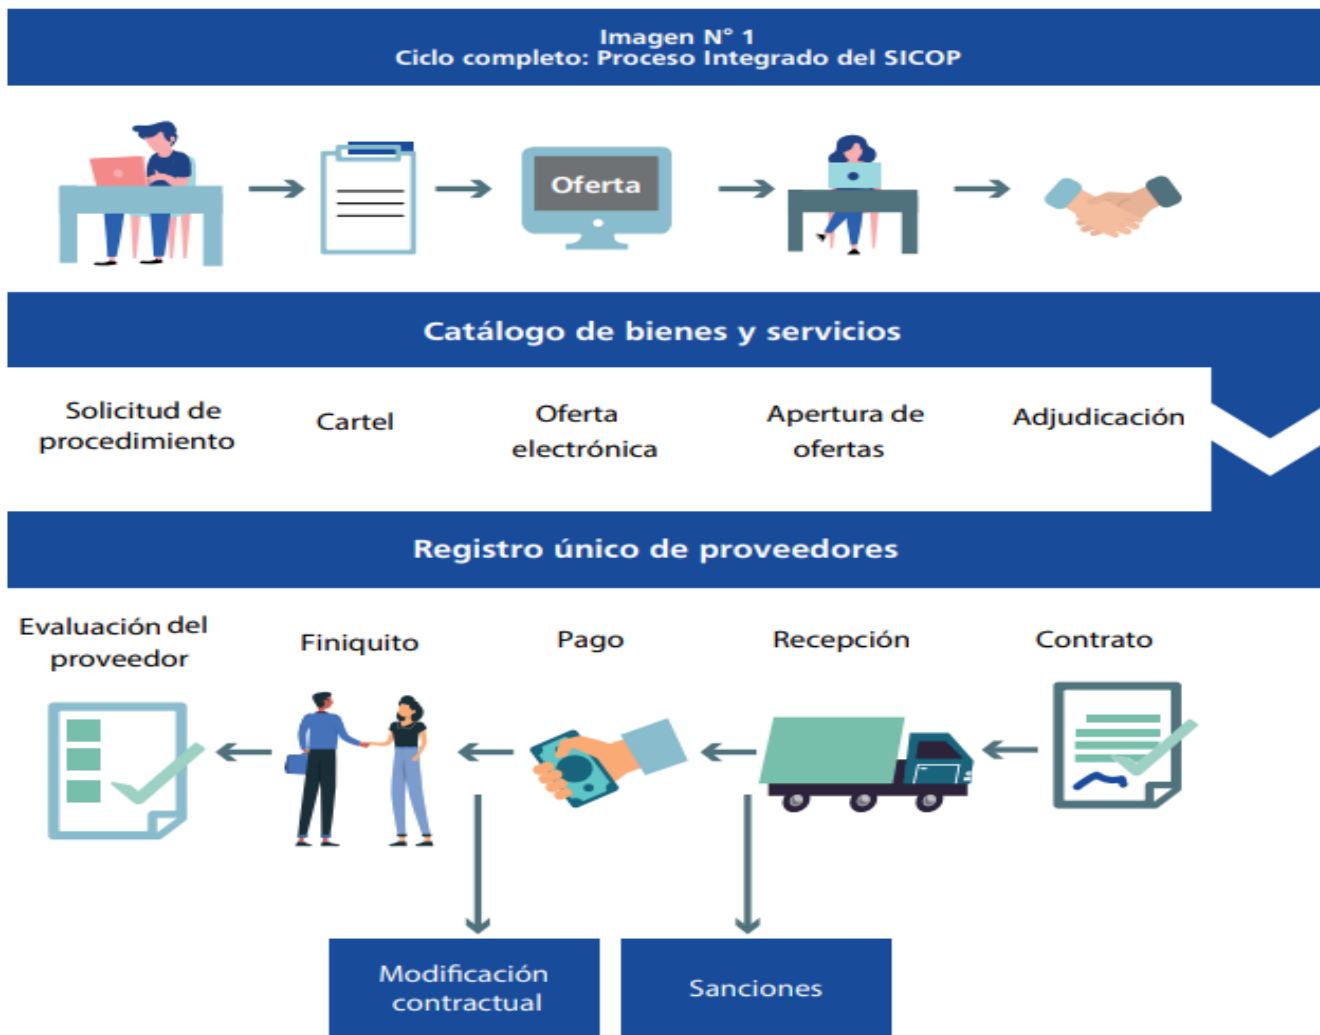 Imagen N° 1
Ciclo completo: Proceso Integrado del SICOP
Oferta
Catálogo de bienes y servicios
Solicitud de
procedimiento
Cartel
Oferta
electrónica
Apertura de
ofertas
Adjudicación
Registro único de proveedores
Evaluación del
proveedor
Finiquito
Pago
Recepción
Contrato
Modificación
contractual
Sanciones